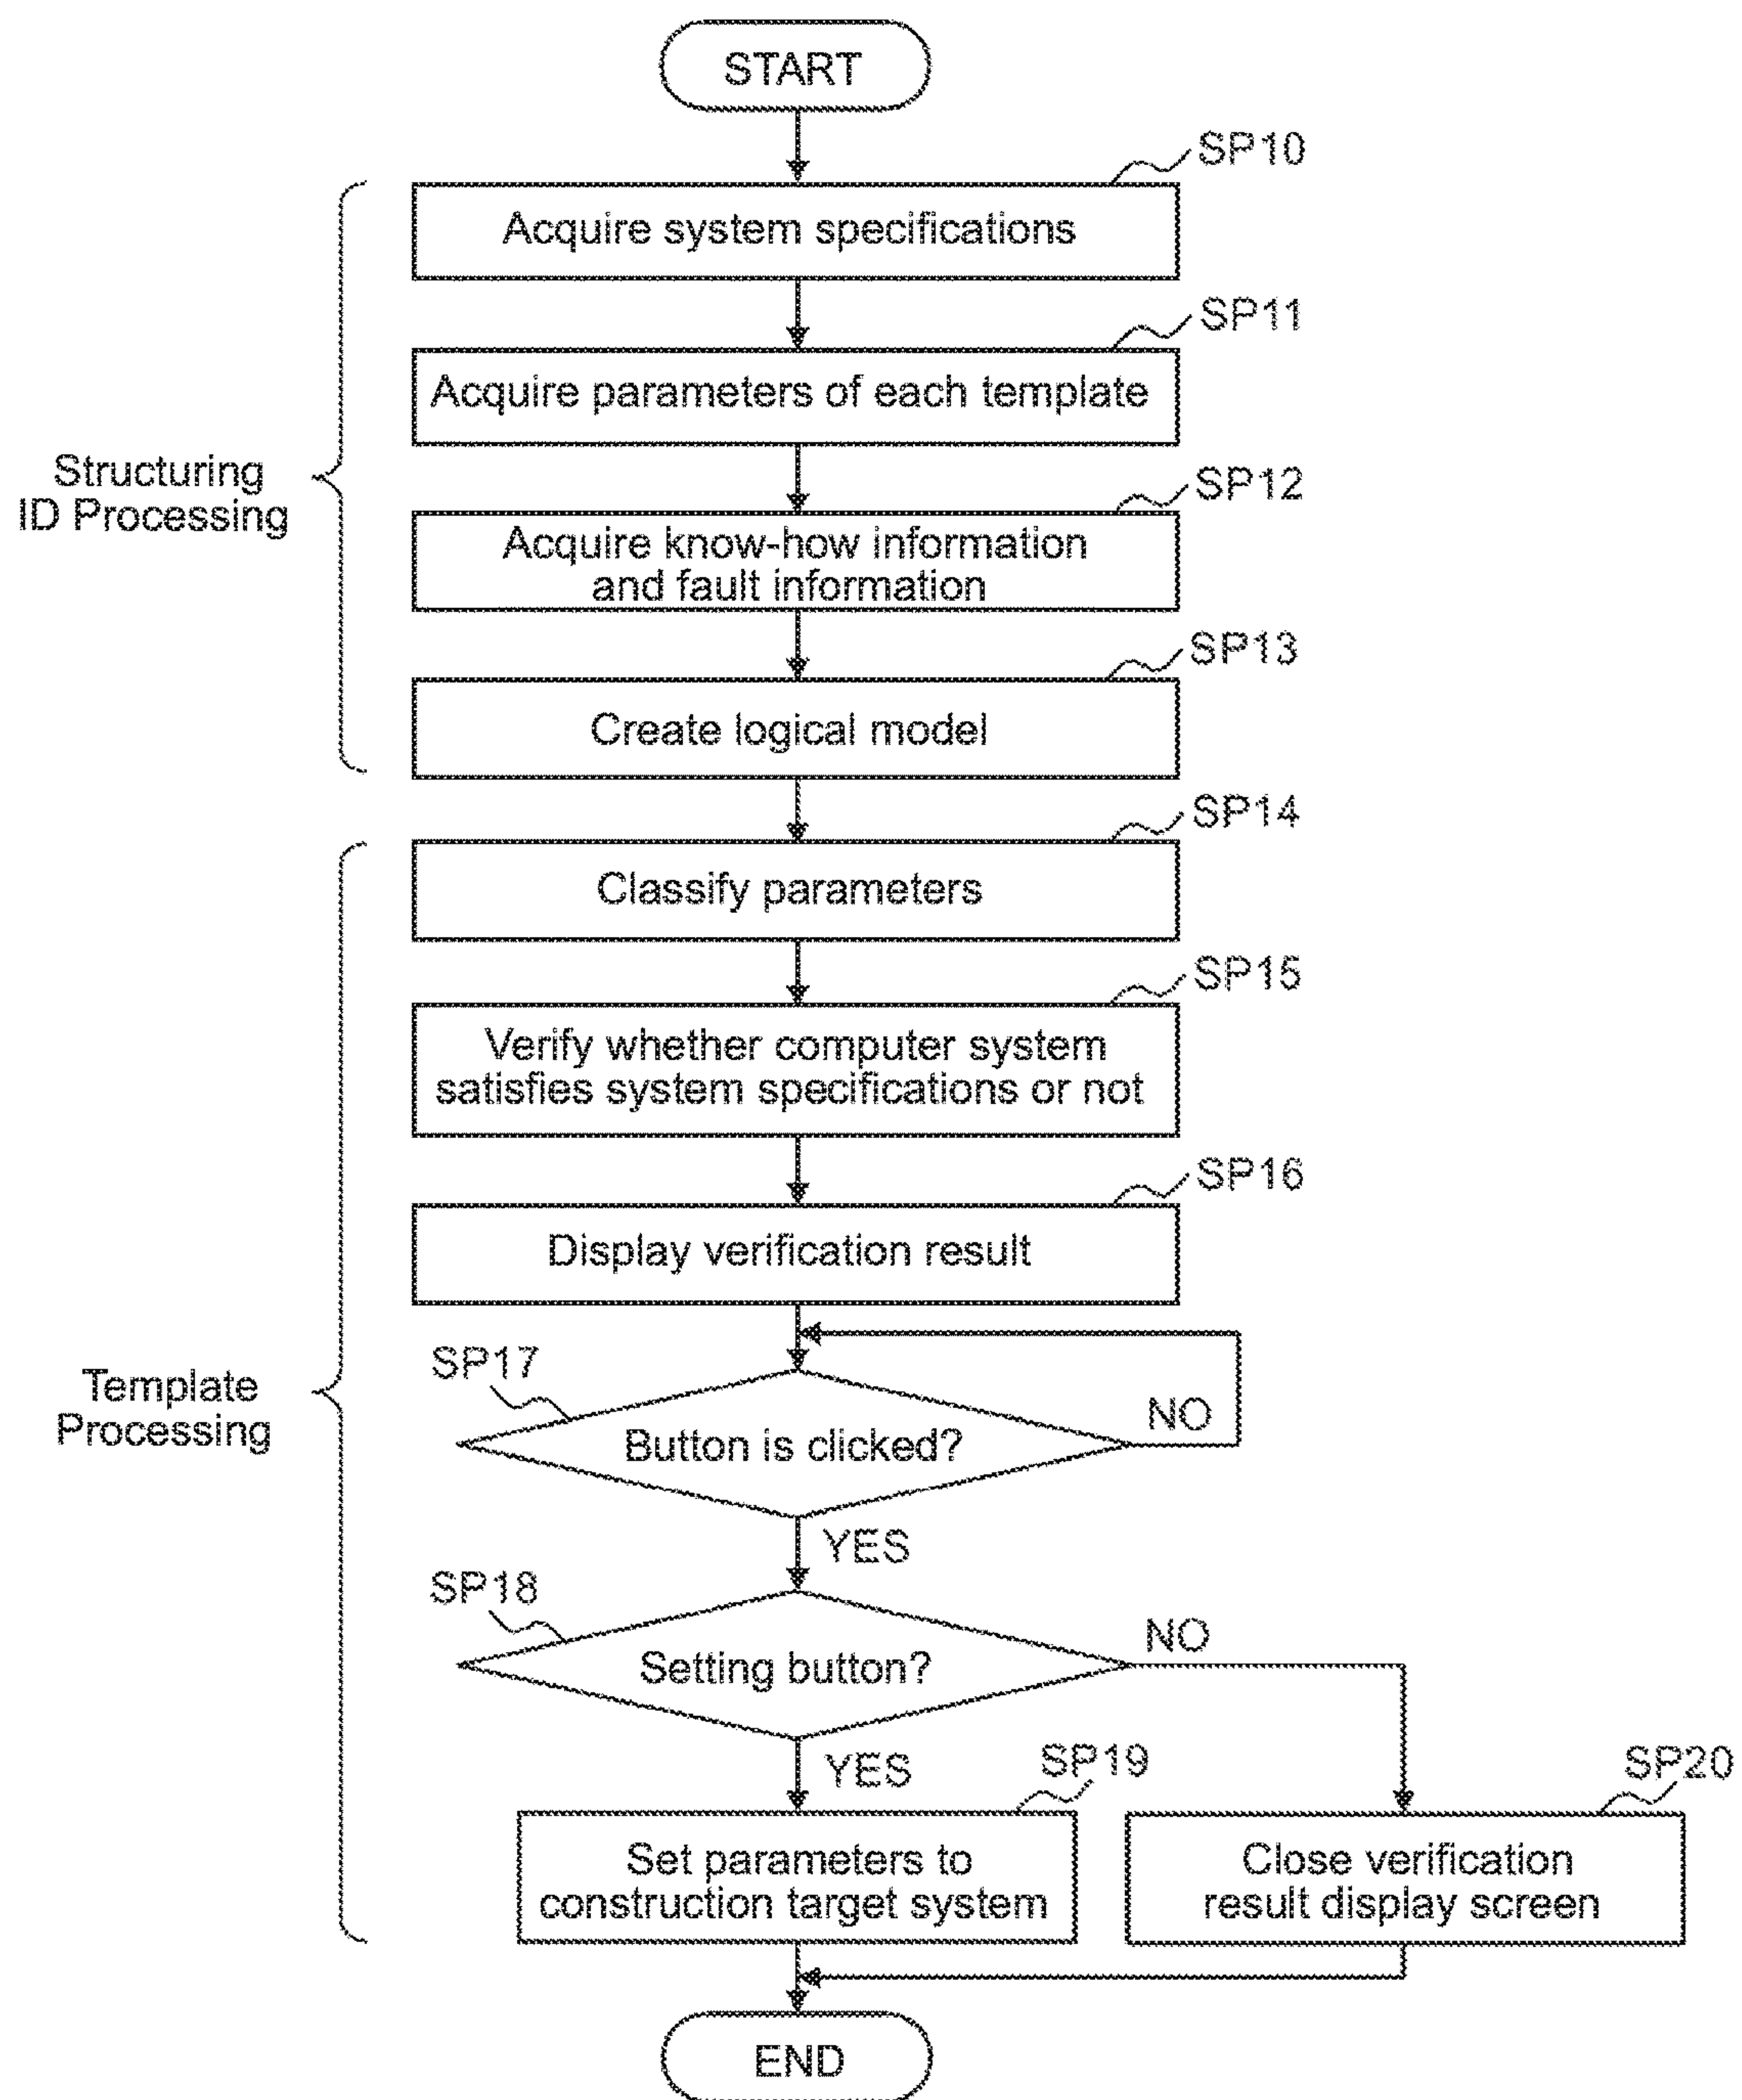 START
SP10
Acquire system specifications
SP11
Acquire parameters of each template
Structuring
ID Processing
SP12
Acquire know-how information
and fault information
SP13
Create logical model
SP14
Classify parameters
SP15
Verify whether computer system
satisfies system specifications or not
SP16
Display verification result
Template
Processing
SP17
Button is clicked?
NO
YES
SP18
Setting button?
NO
YES
SP19
Set parameters to
construction target system
SP20
Close verification
result display screen
END